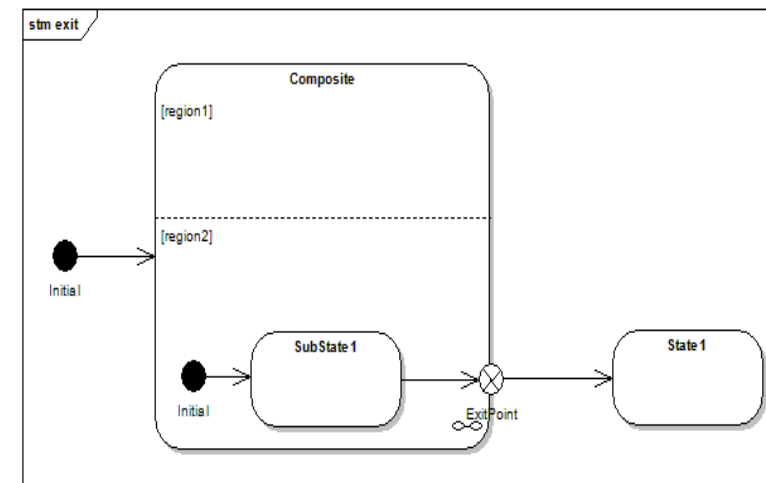 stm exit
Composite
[region1]
[region2]
Initial
SubState1
State1
Initial
ExitPoint